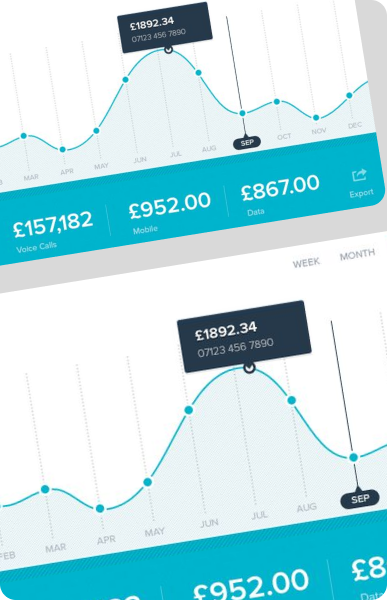 £1892.34
07123 456 7890
MAR
APR
MAY
JUN
JUL
AUG
SEP
OCT
NOV
DEC
£157,182
Voice Calls
£952.00
Mobile
£867.00
Data
Export
WEEK
MONTH
£1892.34
07123 456 7890
FEB
MAR
APR
MAY
JUN
JUL
AUG
SEP
£952.00